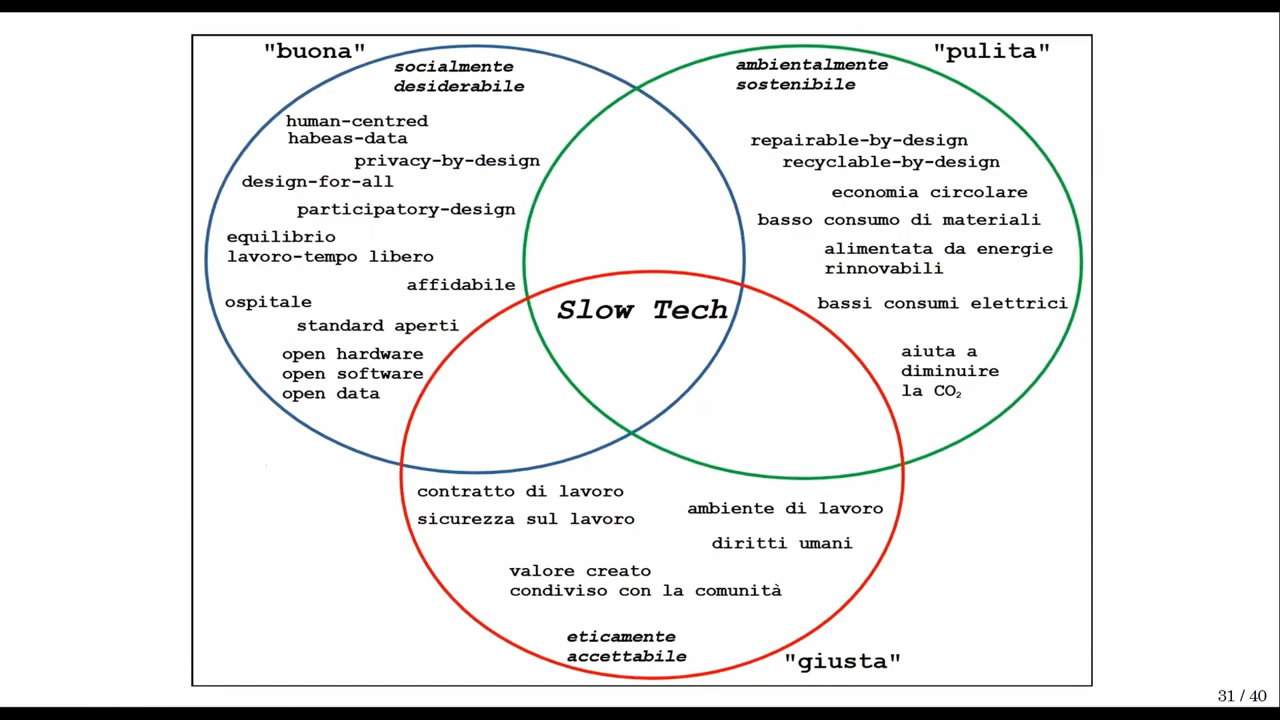 "buona"
socialmente
desiderabile
human-centred
habeas-data
privacy-by-design
design-for-all
participatory-design
equilibrio
lavoro-tempo libero
affidabile
ospitale
standard aperti
open hardware
open software
open data
"pulita"
ambientalmente
sostenibile
repairable-by-design
recyclable-by-design
economia circolare
basso consumo di materiali
alimentata da energie
rinnovabili
bassi consumi elettrici
aiuta a
diminuire
la CO₂
Slow Tech
contratto di lavoro
sicurezza sul lavoro
ambiente di lavoro
diritti umani
valore creato
condiviso con la comunità
eticamente
accettabile
"giusta"
31 / 40